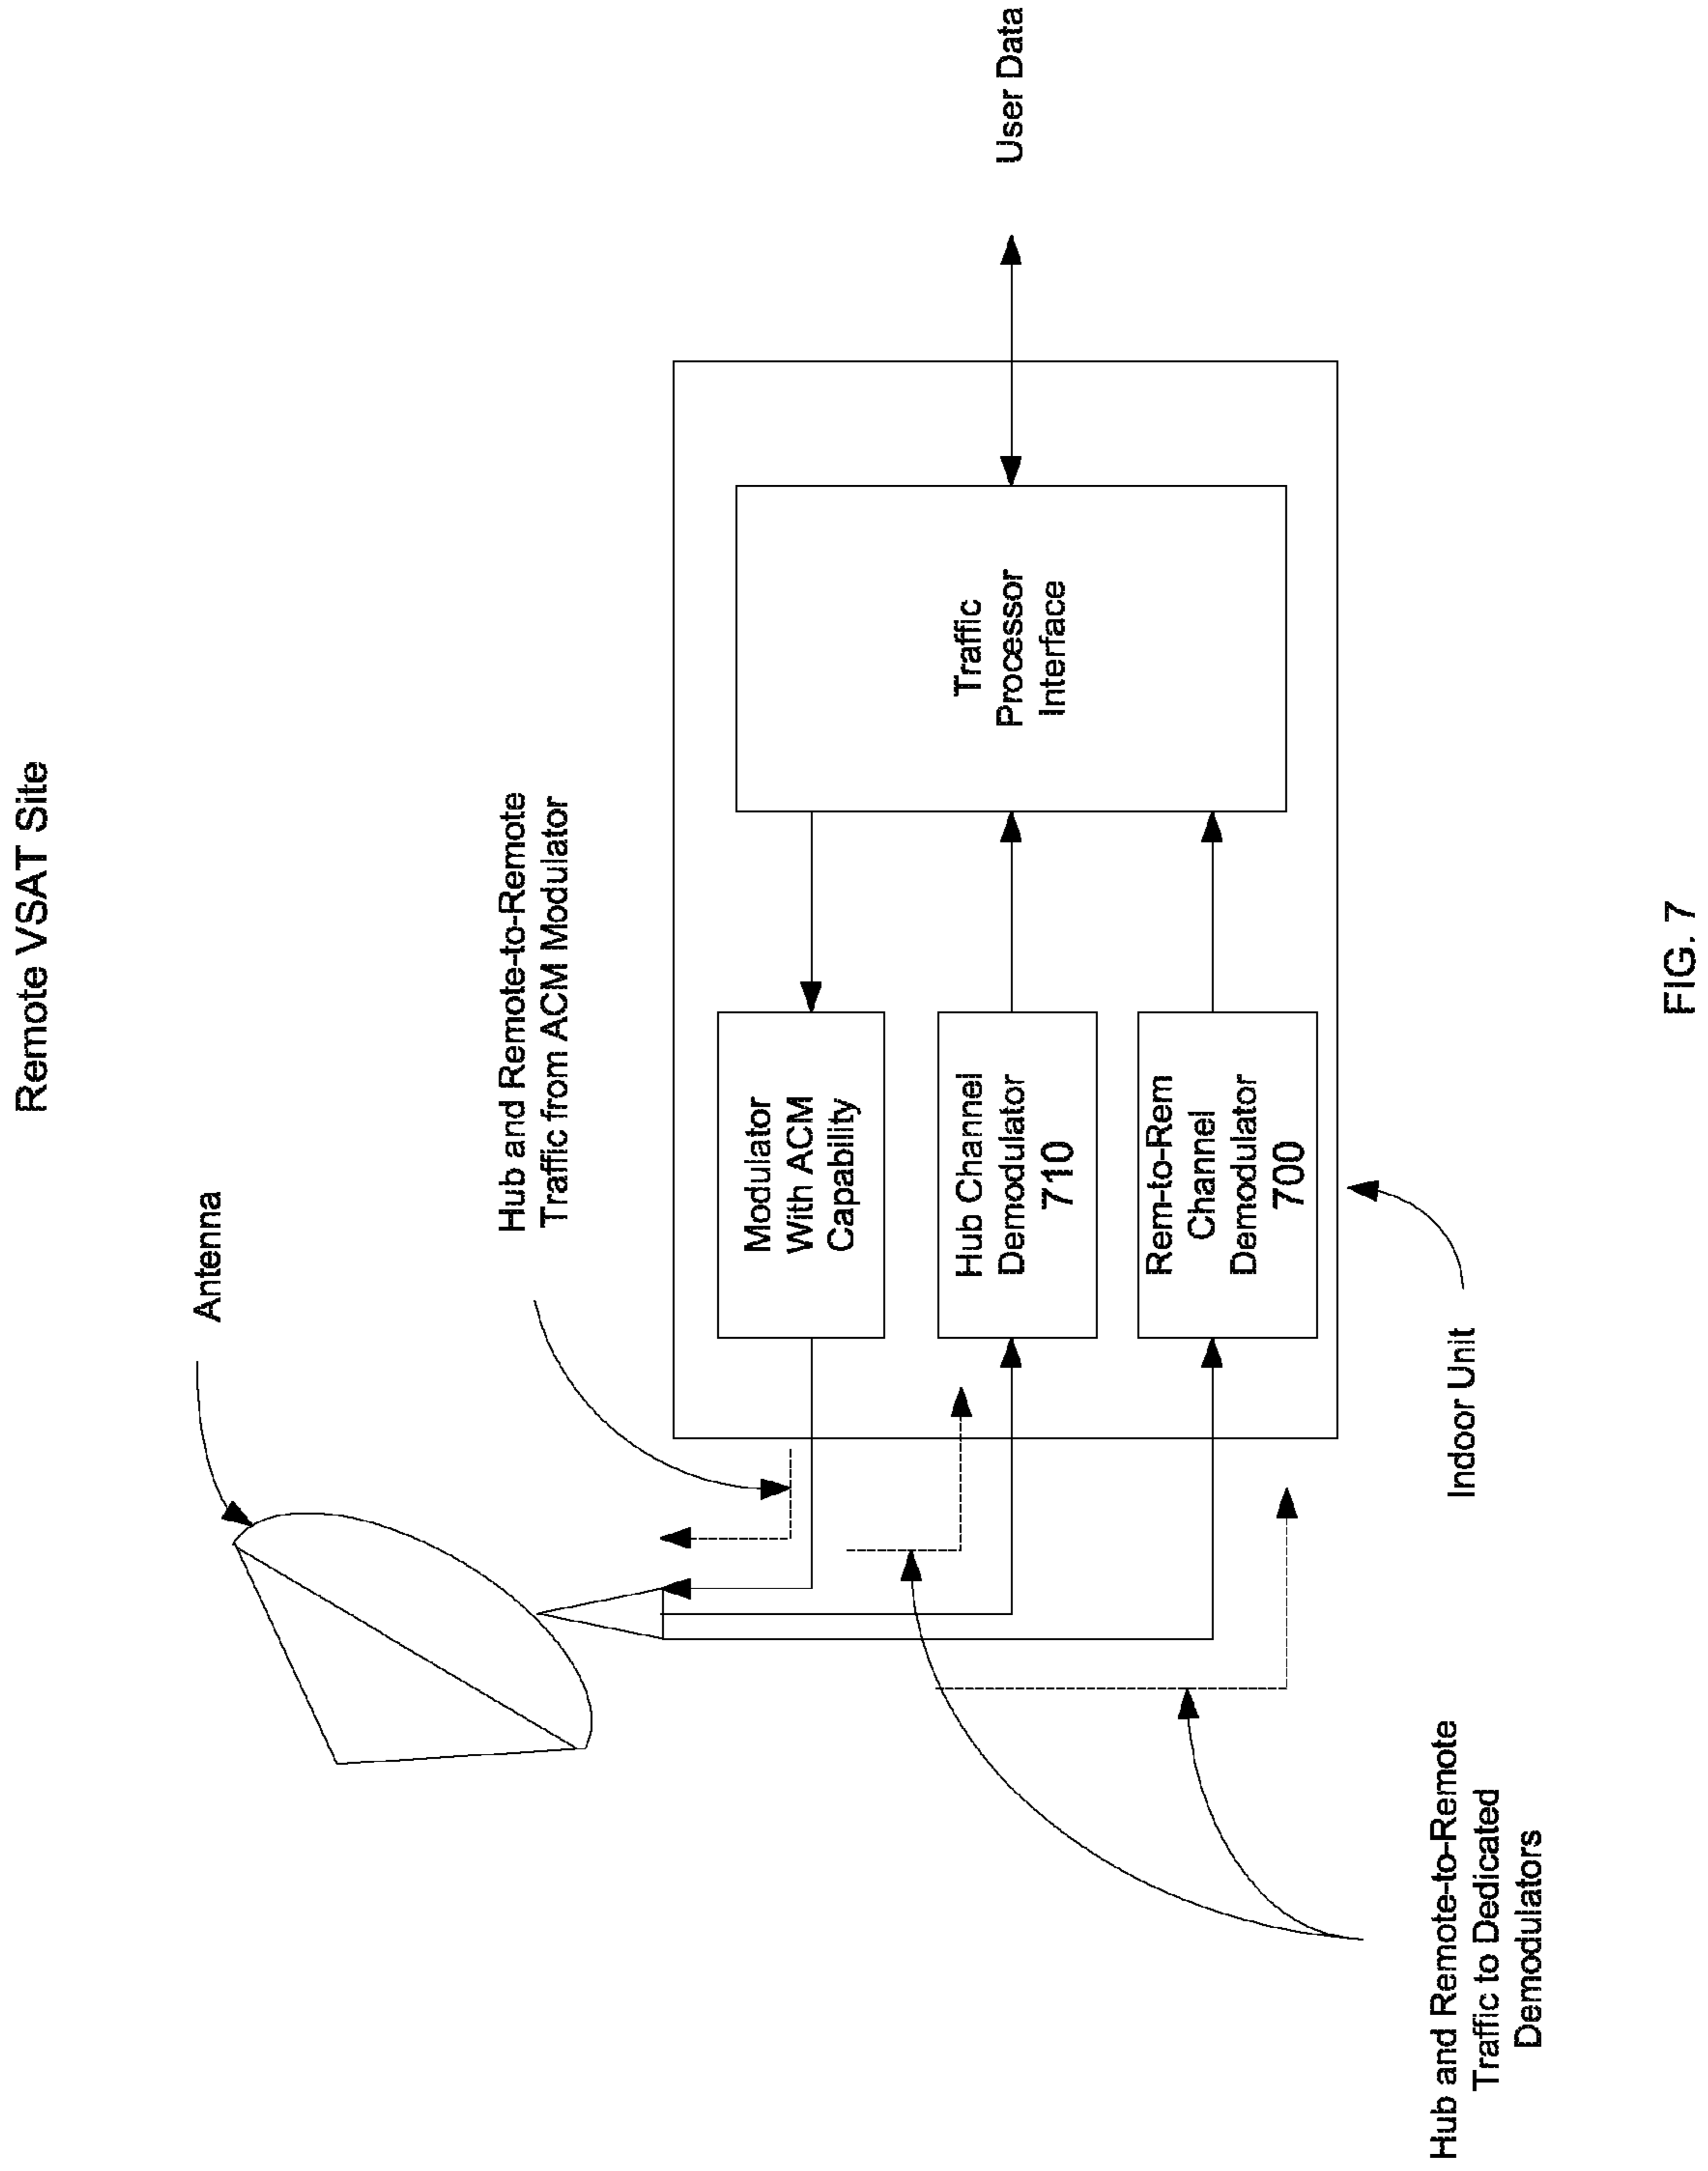 Remote VSAT Site
Antenna
Hub and Remote-to-Remote
Traffic from ACM Modulator
Modulator
With ACM
Capability
Hub Channel
Demodulator
710
Rem-to-Rem
Channel
Demodulator
700
Traffic
Processor
Interface
User Data
Indoor Unit
Hub and Remote-to-Remote
Traffic to Dedicated
Demodulators
FIG. 7